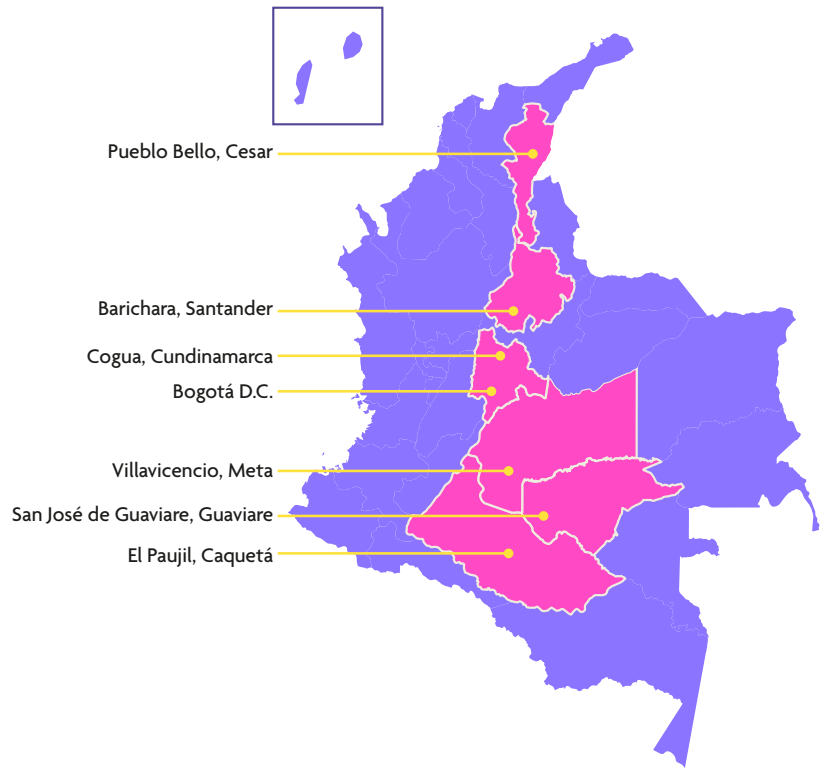 Pueblo Bello, Cesar
Barichara, Santander
Cogua, Cundinamarca
Bogotá D.C.
Villavicencio, Meta
San José de Guaviare, Guaviare
El Paujil, Caquetá